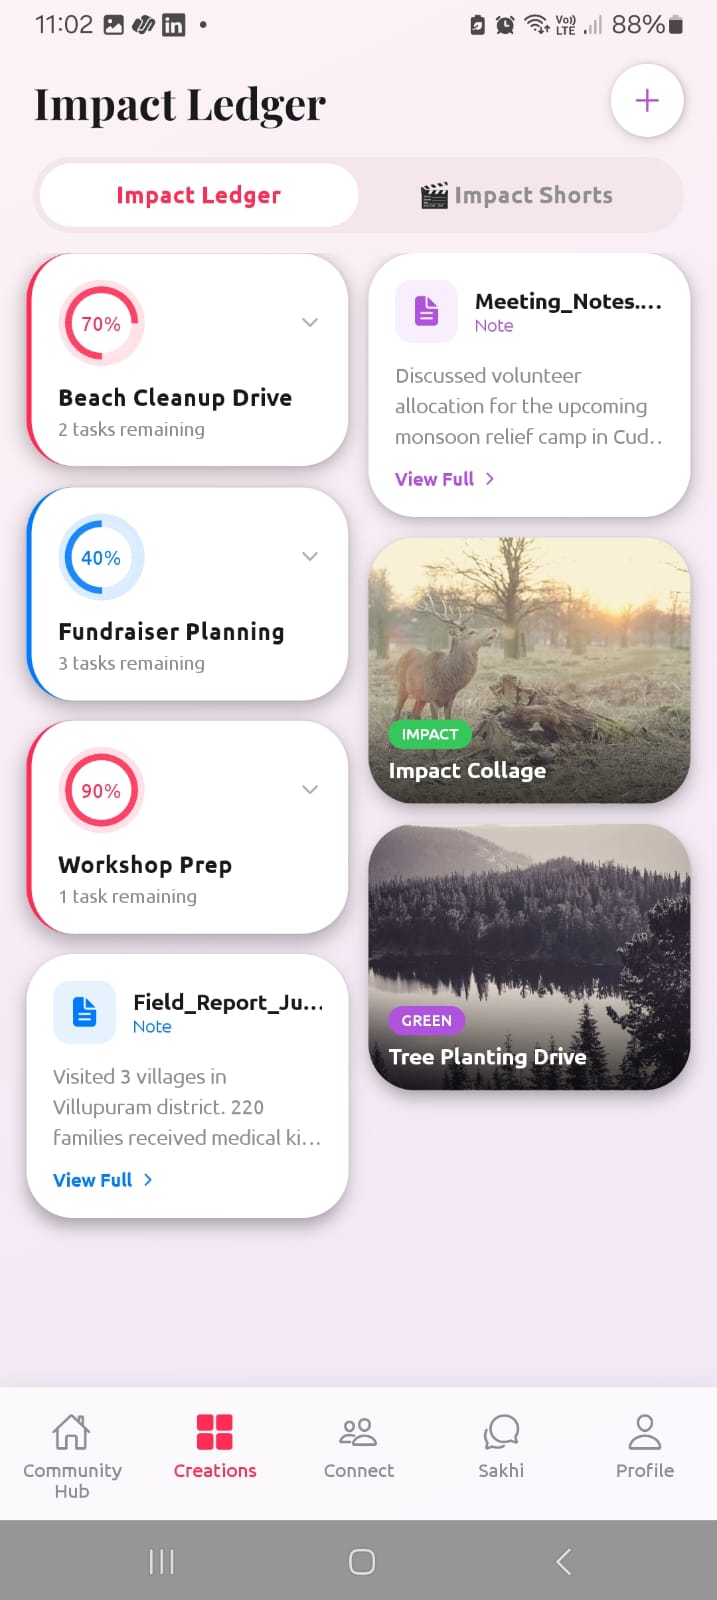 11:02
Vo))
LTE
88%
Impact Ledger
Impact Ledger
Impact Shorts
70%
Beach Cleanup Drive
2 tasks remaining
40%
Fundraiser Planning
3 tasks remaining
90%
Workshop Prep
1 task remaining
Field_Report_Ju...
Note
Visited 3 villages in
Villupuram district. 220
families received medical ki...
View Full
Meeting_Notes....
Note
Discussed volunteer
allocation for the upcoming
monsoon relief camp in Cud..
View Full
IMPACT
Impact Collage
GREEN
Tree Planting Drive
Community
Hub
Creations
Connect
Sakhi
Profile